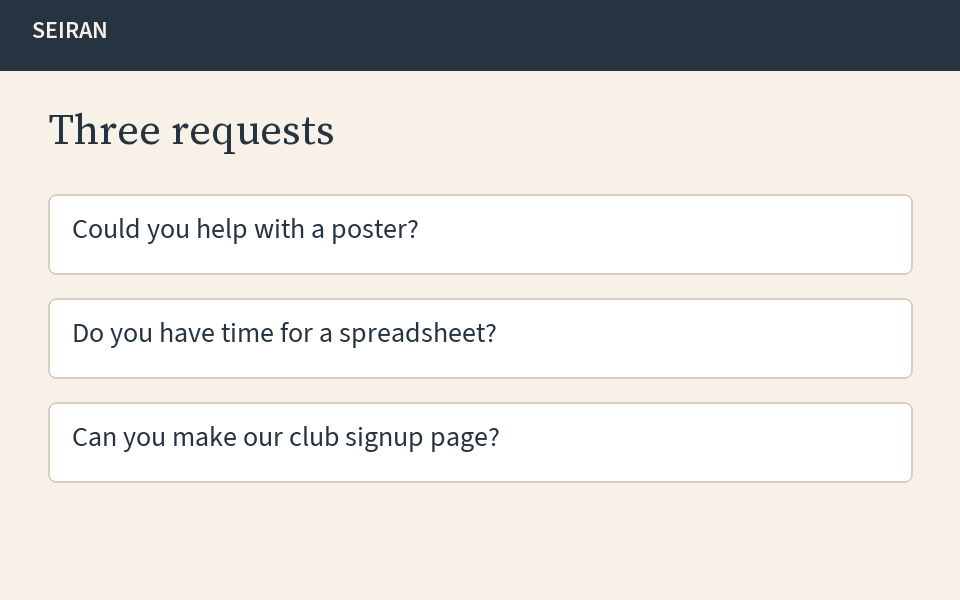 SEIRAN
Three requests
Could you help with a poster?
Do you have time for a spreadsheet?
Can you make our club signup page?